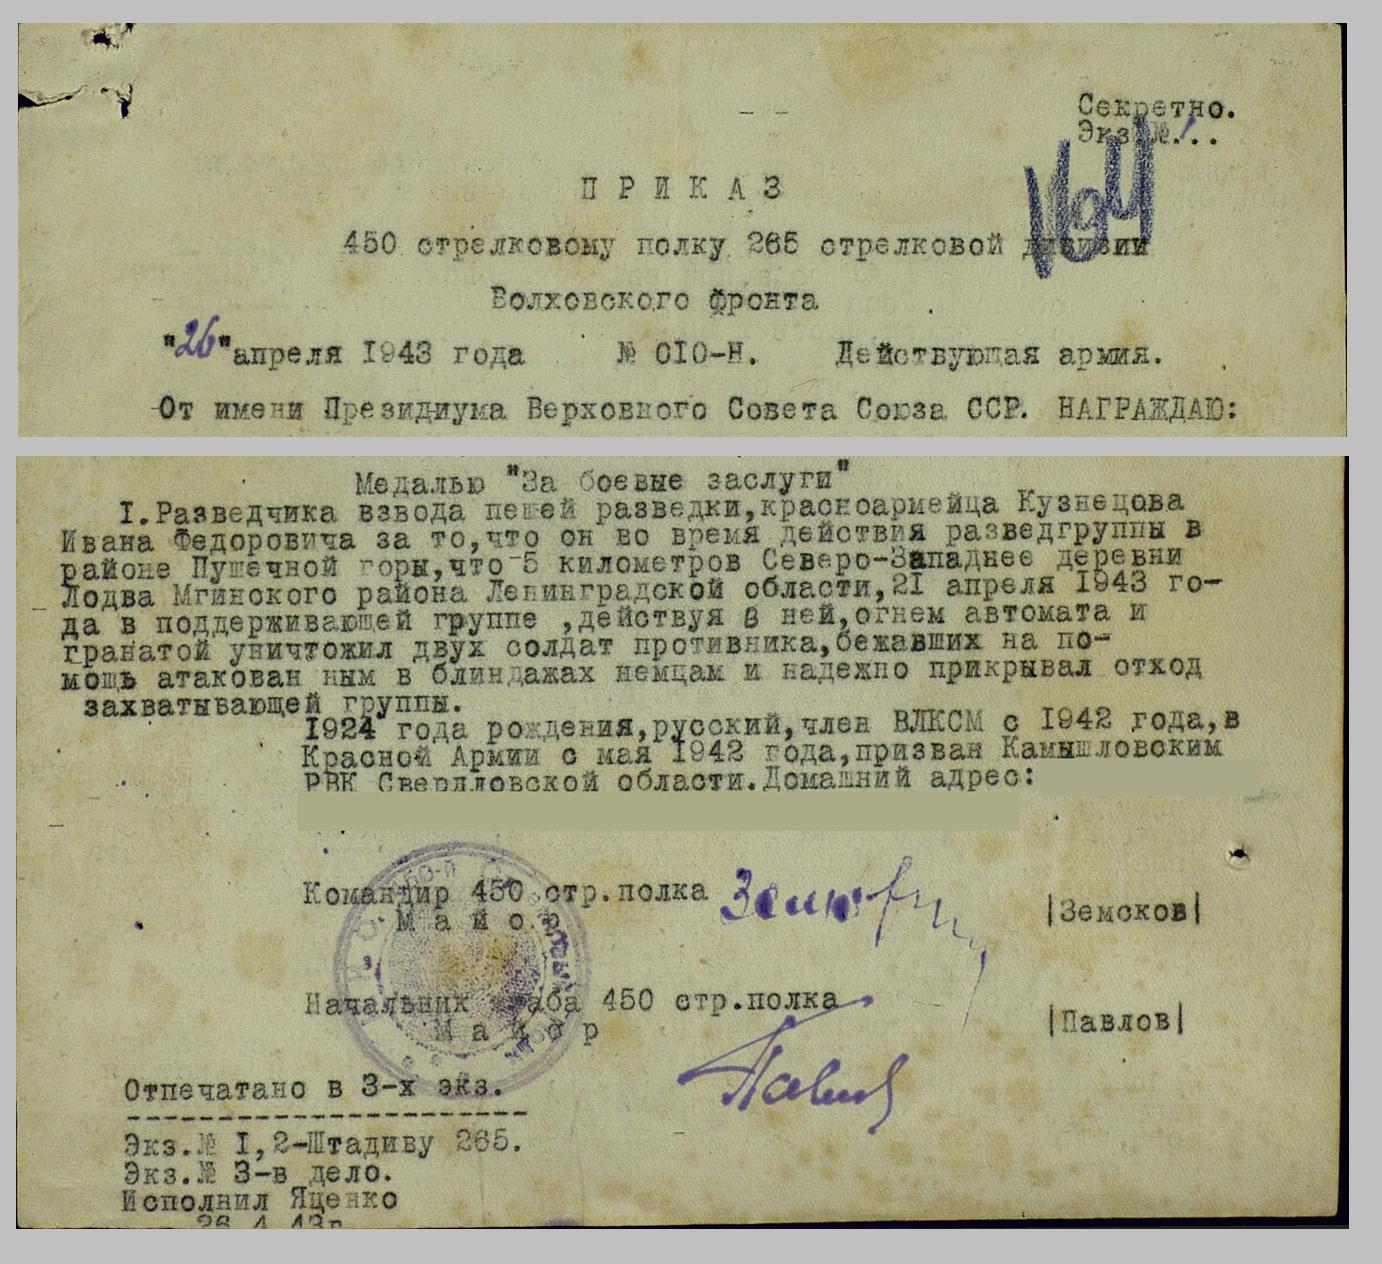 Секретно.
Экз.№1..
П Р И К А З
450 стрелковому полку 265 стрелковой дивизии
Волховского фронта
"26"апреля 1943 года № 010-Н. Действующая армия.
От имени Президиума Верховного Совета Союза ССР. НАГРАЖДАЮ:
Медалью "За боевые заслуги"
I.Разведчика взвода пешей разведки,красноармейца Кузнецова
Ивана Федоровича за то,что он во время действия разведгруппы в
районе Пушечной горы,что 5 километров Северо-Западнее деревни
Лодва Мгинского района Ленинградской области,21 апреля 1943 го-
да в поддерживающей группе ,действуя в ней,огнем автомата и
гранатой уничтожил двух солдат противника,бежавших на по-
мощь атакован ным в блиндажах немцам и надежно прикрывал отход
захватывающей группы.
1924 года рождения,русский,член ВЛКСМ с 1942 года,в
Красной Армии с мая 1942 года,призван Камышловским
РВК Свердловской области.Домашний адрес:
Командир 450 стр.полка
М а й о р
|Земсков|
Начальник штаба 450 стр.полка
М а й о р
|Павлов|
Отпечатано в 3-х экз.
Экз.№ I,2-Штадиву 265.
Экз.№ 3-в дело.
Исполнил Яценко
26.4.43г.